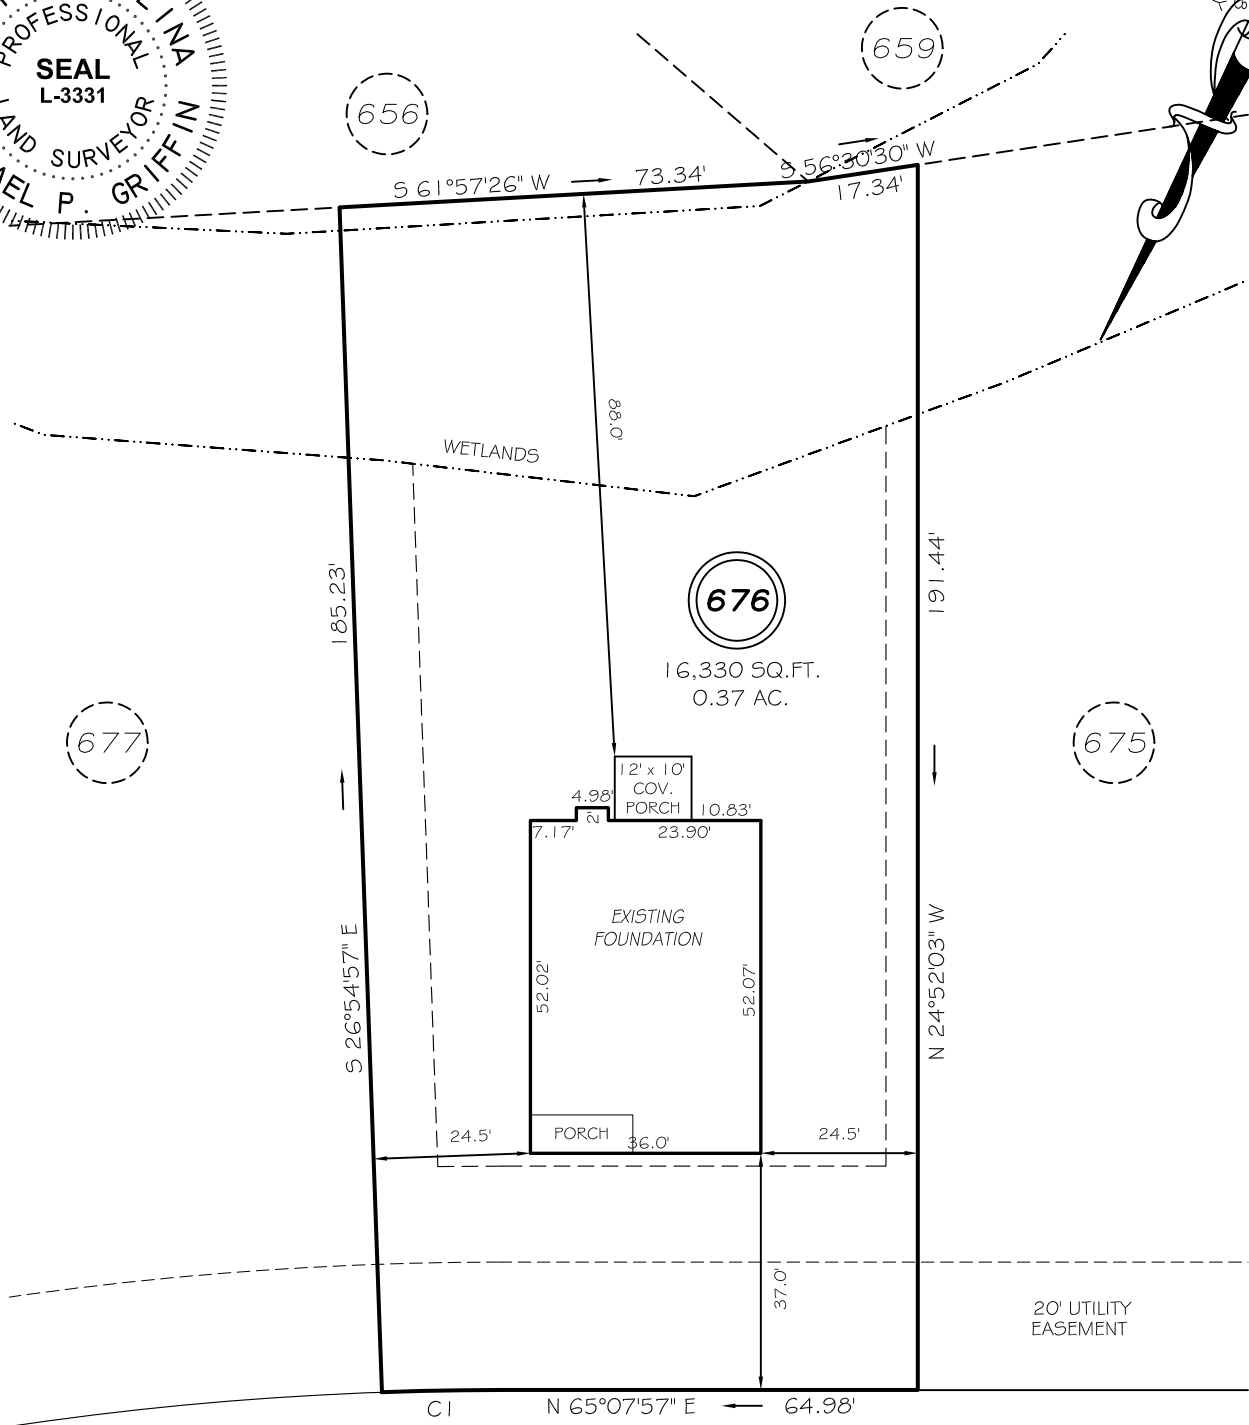 PROFESSIONAL
LINA
SEAL
L-3331
LAND SURVEYOR
AEL P. GRIFFIN
656
659
S 61°57'26" W
73.34'
S 56°30'30" W
17.34'
88.0'
WETLANDS
185.23'
191.44'
676
16,330 SQ.FT.
0.37 AC.
677
675
12' x 10'
COV.
PORCH
4.98'
2'
10.83'
7.17'
23.90'
EXISTING
FOUNDATION
52.02'
52.07'
S 26°54'57" E
N 24°52'03" W
24.5'
PORCH
36.0'
24.5'
37.0'
20' UTILITY
EASEMENT
C1
N 65°07'57" E
64.98'